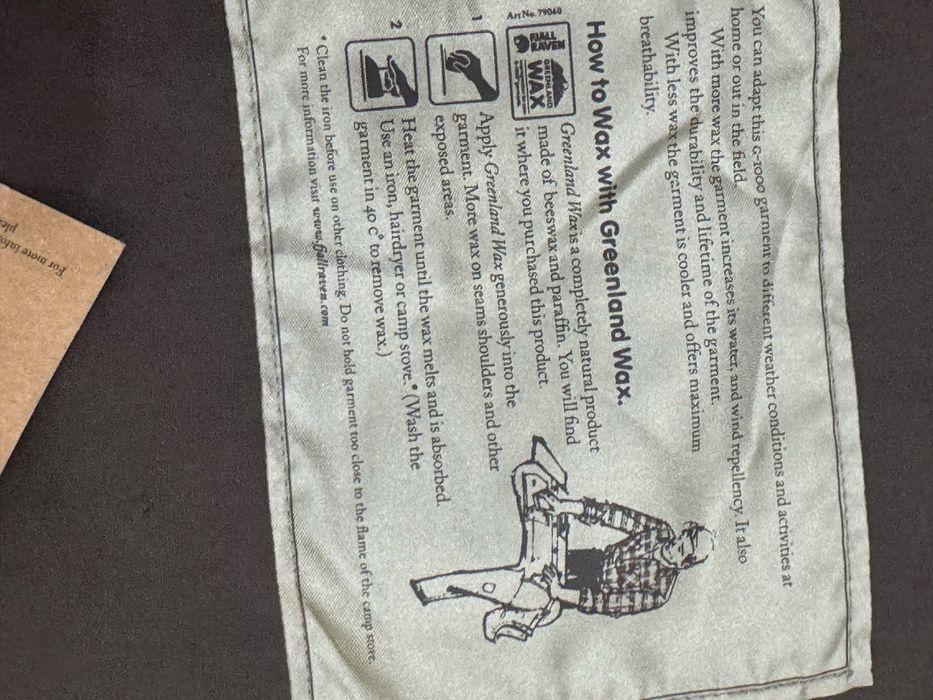 You can adapt this G-1000 garment to different weather conditions and activities at
home or out in the field.
With more wax the garment increases its water, and wind repellency. It also
improves the durability and lifetime of the garment.
With less wax the garment is cooler and offers maximum
breathability.
How to Wax with Greenland Wax.
Art No. 79060
FJÄLL
RÄVEN
GREENLAND
WAX
Greenland Wax is a completely natural product
made of beeswax and paraffin. You will find
it where you purchased this product.
1
Apply Greenland Wax generously into the
garment. More wax on seams shoulders and other
exposed areas.
2
Heat the garment until the wax melts and is absorbed.
Use an iron, hairdryer or camp stove.* (Wash the
garment in 40 C° to remove wax.)
* Clean the iron before use on other clothing. Do not hold garment too close to the flame of the camp stove.
For more information visit www.fjallraven.com
For more info
plea